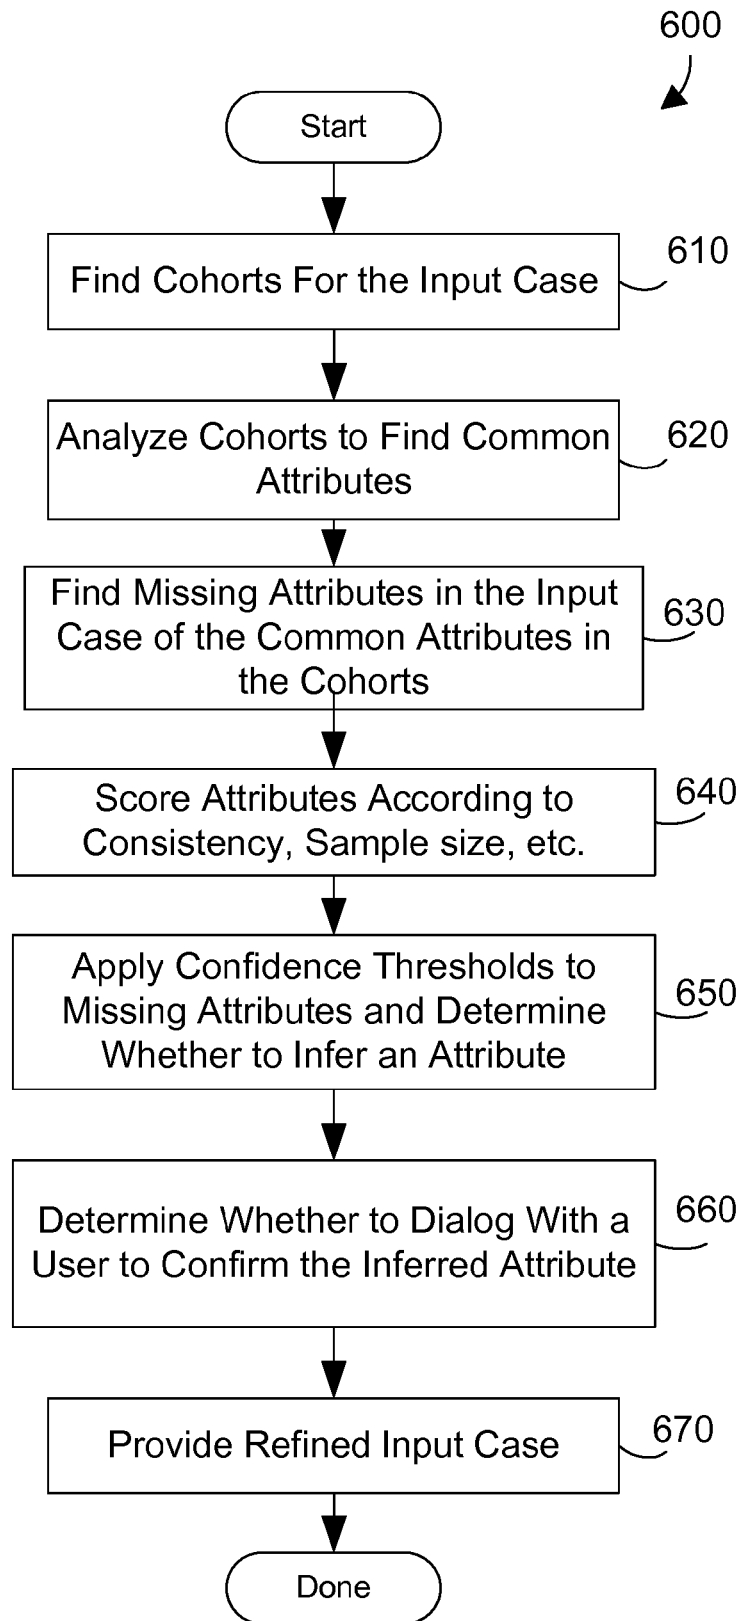 600
Start
Find Cohorts For the Input Case
610
Analyze Cohorts to Find Common
Attributes
620
Find Missing Attributes in the Input
Case of the Common Attributes in
the Cohorts
630
Score Attributes According to
Consistency, Sample size, etc.
640
Apply Confidence Thresholds to
Missing Attributes and Determine
Whether to Infer an Attribute
650
Determine Whether to Dialog With a
User to Confirm the Inferred Attribute
660
Provide Refined Input Case
670
Done